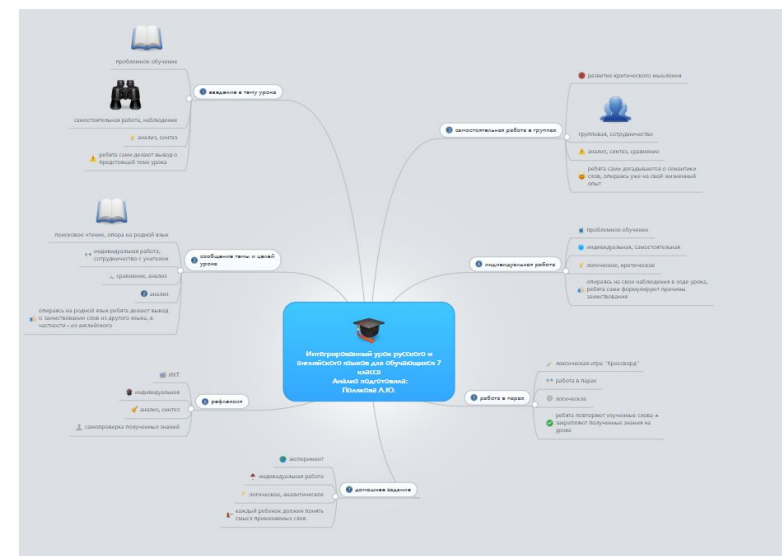 проблемное обучение
введение в тему урока
самостоятельная работа, наблюдение
анализ, синтез
ребята сами делают вывод о
предстоящей теме урока
поисковое чтение, опора на родной язык
индивидуальная работа,
сотрудничество с учителем
сообщение темы и целей
урока
сравнение, анализ
анализ
опираясь на родной язык ребята делают вывод
о заимствовании слов из другого языка, в
частности - из английского
ИКТ
индивидуальная
рефлексия
анализ, синтез
самопроверка полученных знаний
эксперимент
индивидуальная работа
логическое, аналитическое
домашнее задание
каждый ребенок должен понять
смысл применяемых слов
Интегрированный урок русского и
английского языков для обучающихся 7
класса
Анализ подготовила:
Полякова Л.Ю.
развитие критического мышления
самостоятельная работа в группах
групповая, сотрудничество
анализ, синтез, сравнение
ребята сами догадываются о семантике
слов, опираясь уже на свой жизненный
опыт
проблемное обучение
индивидуальная, самостоятельная
индивидуальная работа
логическое, критическое
опираясь на свои наблюдения в ходе урока,
ребята сами формулируют причины
заимствования
лексическая игра "Кроссворд"
работа в парах
работа в парах
логическое
ребята повторяют изученные слова +
закрепляют полученные знания на
уроке